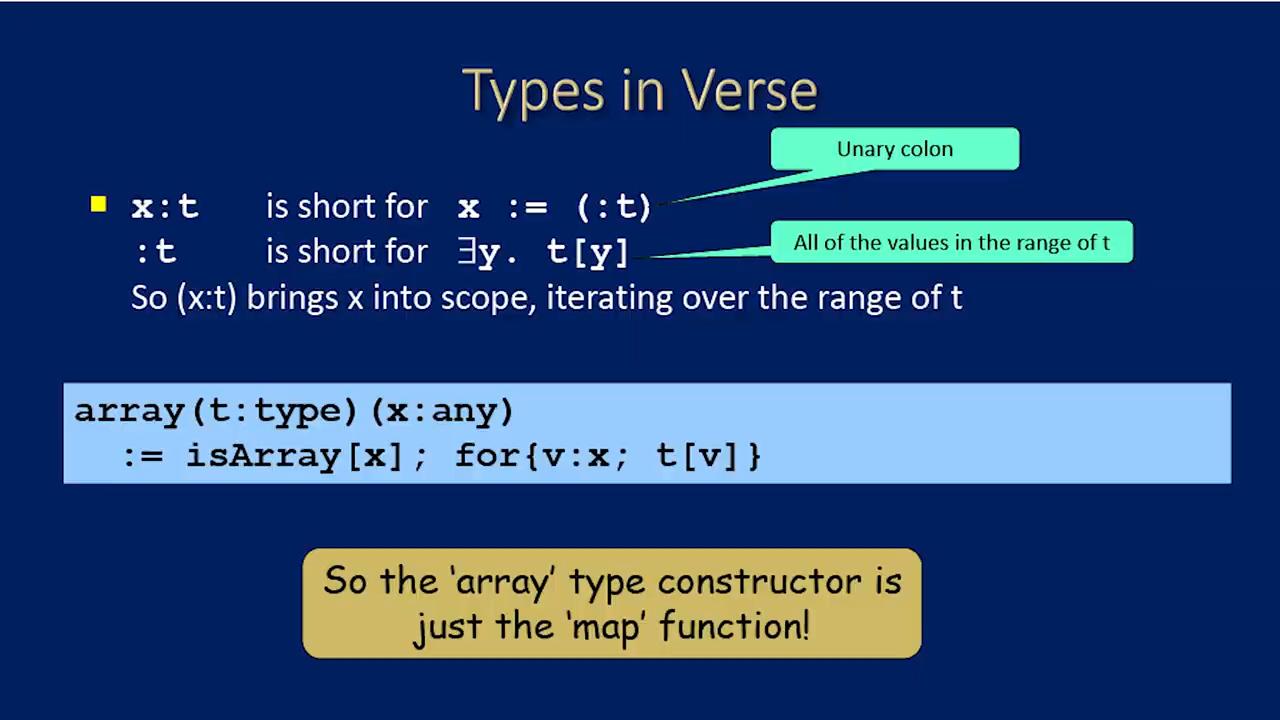 Types in Verse
Unary colon
x:t is short for x := (:t)
:t is short for ∃y. t[y]
All of the values in the range of t
So (x:t) brings x into scope, iterating over the range of t
array(t:type)(x:any)
:= isArray[x]; for{v:x; t[v]}
So the ‘array’ type constructor is
just the ‘map’ function!